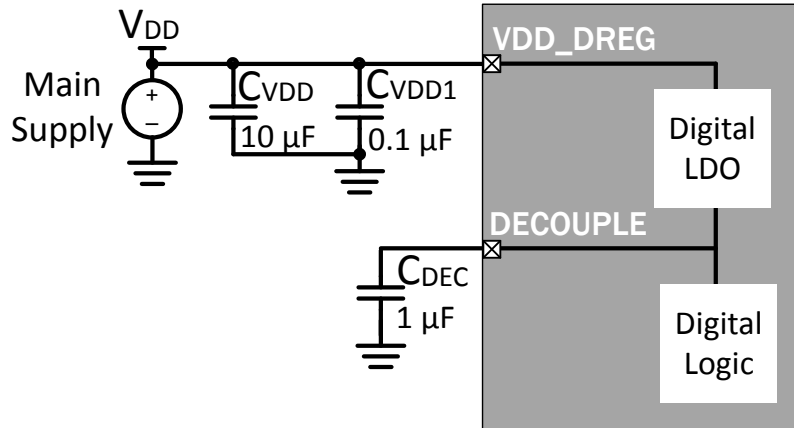 VDD
VDD_DREG
Main
Supply
+
–
CVDD
10 µF
CVDD1
0.1 µF
Digital
LDO
DECOUPLE
CDEC
1 µF
Digital
Logic